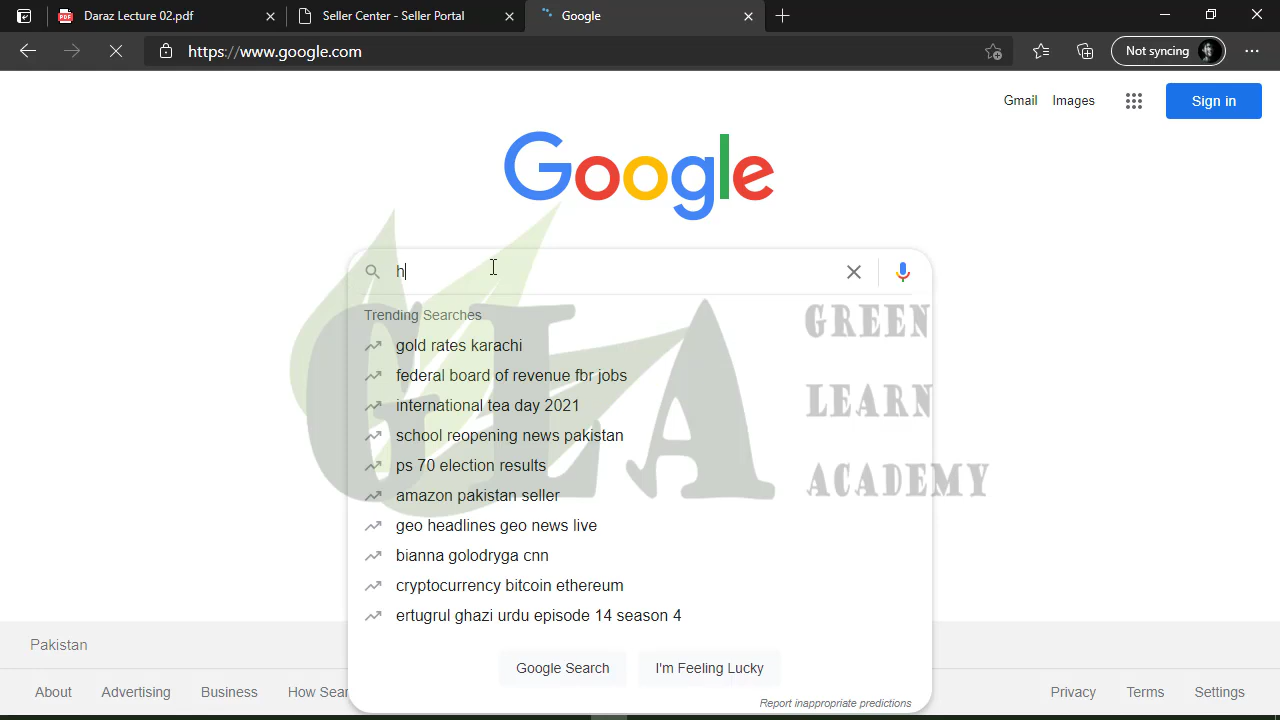 Daraz Lecture 02.pdf
Seller Center - Seller Portal
Google
https://www.google.com
Not syncing
Gmail
Images
Sign in
Google
h
Trending Searches
gold rates karachi
federal board of revenue fbr jobs
international tea day 2021
school reopening news pakistan
ps 70 election results
amazon pakistan seller
geo headlines geo news live
bianna golodryga cnn
cryptocurrency bitcoin ethereum
ertugrul ghazi urdu episode 14 season 4
Google Search
I'm Feeling Lucky
Report inappropriate predictions
GLA
GREEN
LEARN
ACADEMY
Pakistan
About
Advertising
Business
How Sear
Privacy
Terms
Settings